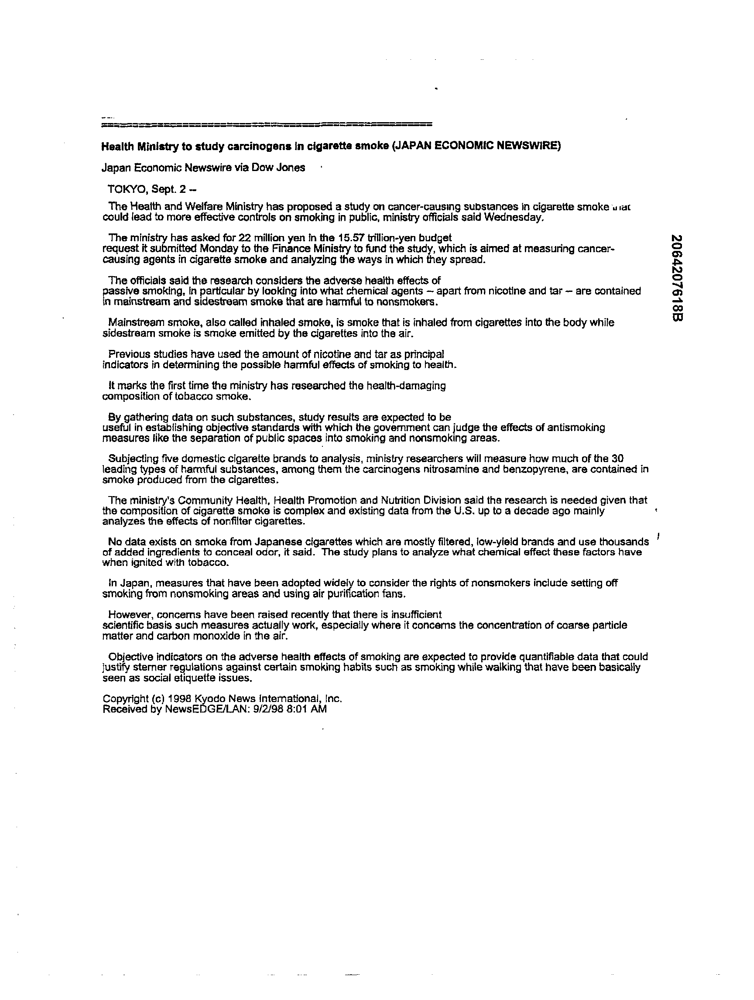 Health Ministry to study carcinogens in cigarette smoke (JAPAN ECONOMIC NEWSWIRE)
Japan Economic Newswire via Dow Jones
TOKYO, Sept. 2 --
The Health and Welfare Ministry has proposed a study on cancer-causing substances in cigarette smoke that
could lead to more effective controls on smoking in public, ministry officials said Wednesday.
The ministry has asked for 22 million yen in the 15.57 trillion-yen budget
request it submitted Monday to the Finance Ministry to fund the study, which is aimed at measuring cancer-
causing agents in cigarette smoke and analyzing the ways in which they spread.
The officials said the research considers the adverse health effects of
passive smoking, in particular by looking into what chemical agents -- apart from nicotine and tar -- are contained
in mainstream and sidestream smoke that are harmful to nonsmokers.
Mainstream smoke, also called inhaled smoke, is smoke that is inhaled from cigarettes into the body while
sidestream smoke is smoke emitted by the cigarettes into the air.
Previous studies have used the amount of nicotine and tar as principal
indicators in determining the possible harmful effects of smoking to health.
It marks the first time the ministry has researched the health-damaging
composition of tobacco smoke.
By gathering data on such substances, study results are expected to be
useful in establishing objective standards with which the government can judge the effects of antismoking
measures like the separation of public spaces into smoking and nonsmoking areas.
Subjecting five domestic cigarette brands to analysis, ministry researchers will measure how much of the 30
leading types of harmful substances, among them the carcinogens nitrosamine and benzopyrene, are contained in
smoke produced from the cigarettes.
The ministry's Community Health, Health Promotion and Nutrition Division said the research is needed given that
the composition of cigarette smoke is complex and existing data from the U.S. up to a decade ago mainly
analyzes the effects of nonfilter cigarettes.
No data exists on smoke from Japanese cigarettes which are mostly filtered, low-yield brands and use thousands
of added ingredients to conceal odor, it said. The study plans to analyze what chemical effect these factors have
when ignited with tobacco.
In Japan, measures that have been adopted widely to consider the rights of nonsmokers include setting off
smoking from nonsmoking areas and using air purification fans.
However, concerns have been raised recently that there is insufficient
scientific basis such measures actually work, especially where it concerns the concentration of coarse particle
matter and carbon monoxide in the air.
Objective indicators on the adverse health effects of smoking are expected to provide quantifiable data that could
justify sterner regulations against certain smoking habits such as smoking while walking that have been basically
seen as social etiquette issues.
Copyright (c) 1998 Kyodo News International, Inc.
Received by NewsEDGE/LAN: 9/2/98 8:01 AM
2064207618B